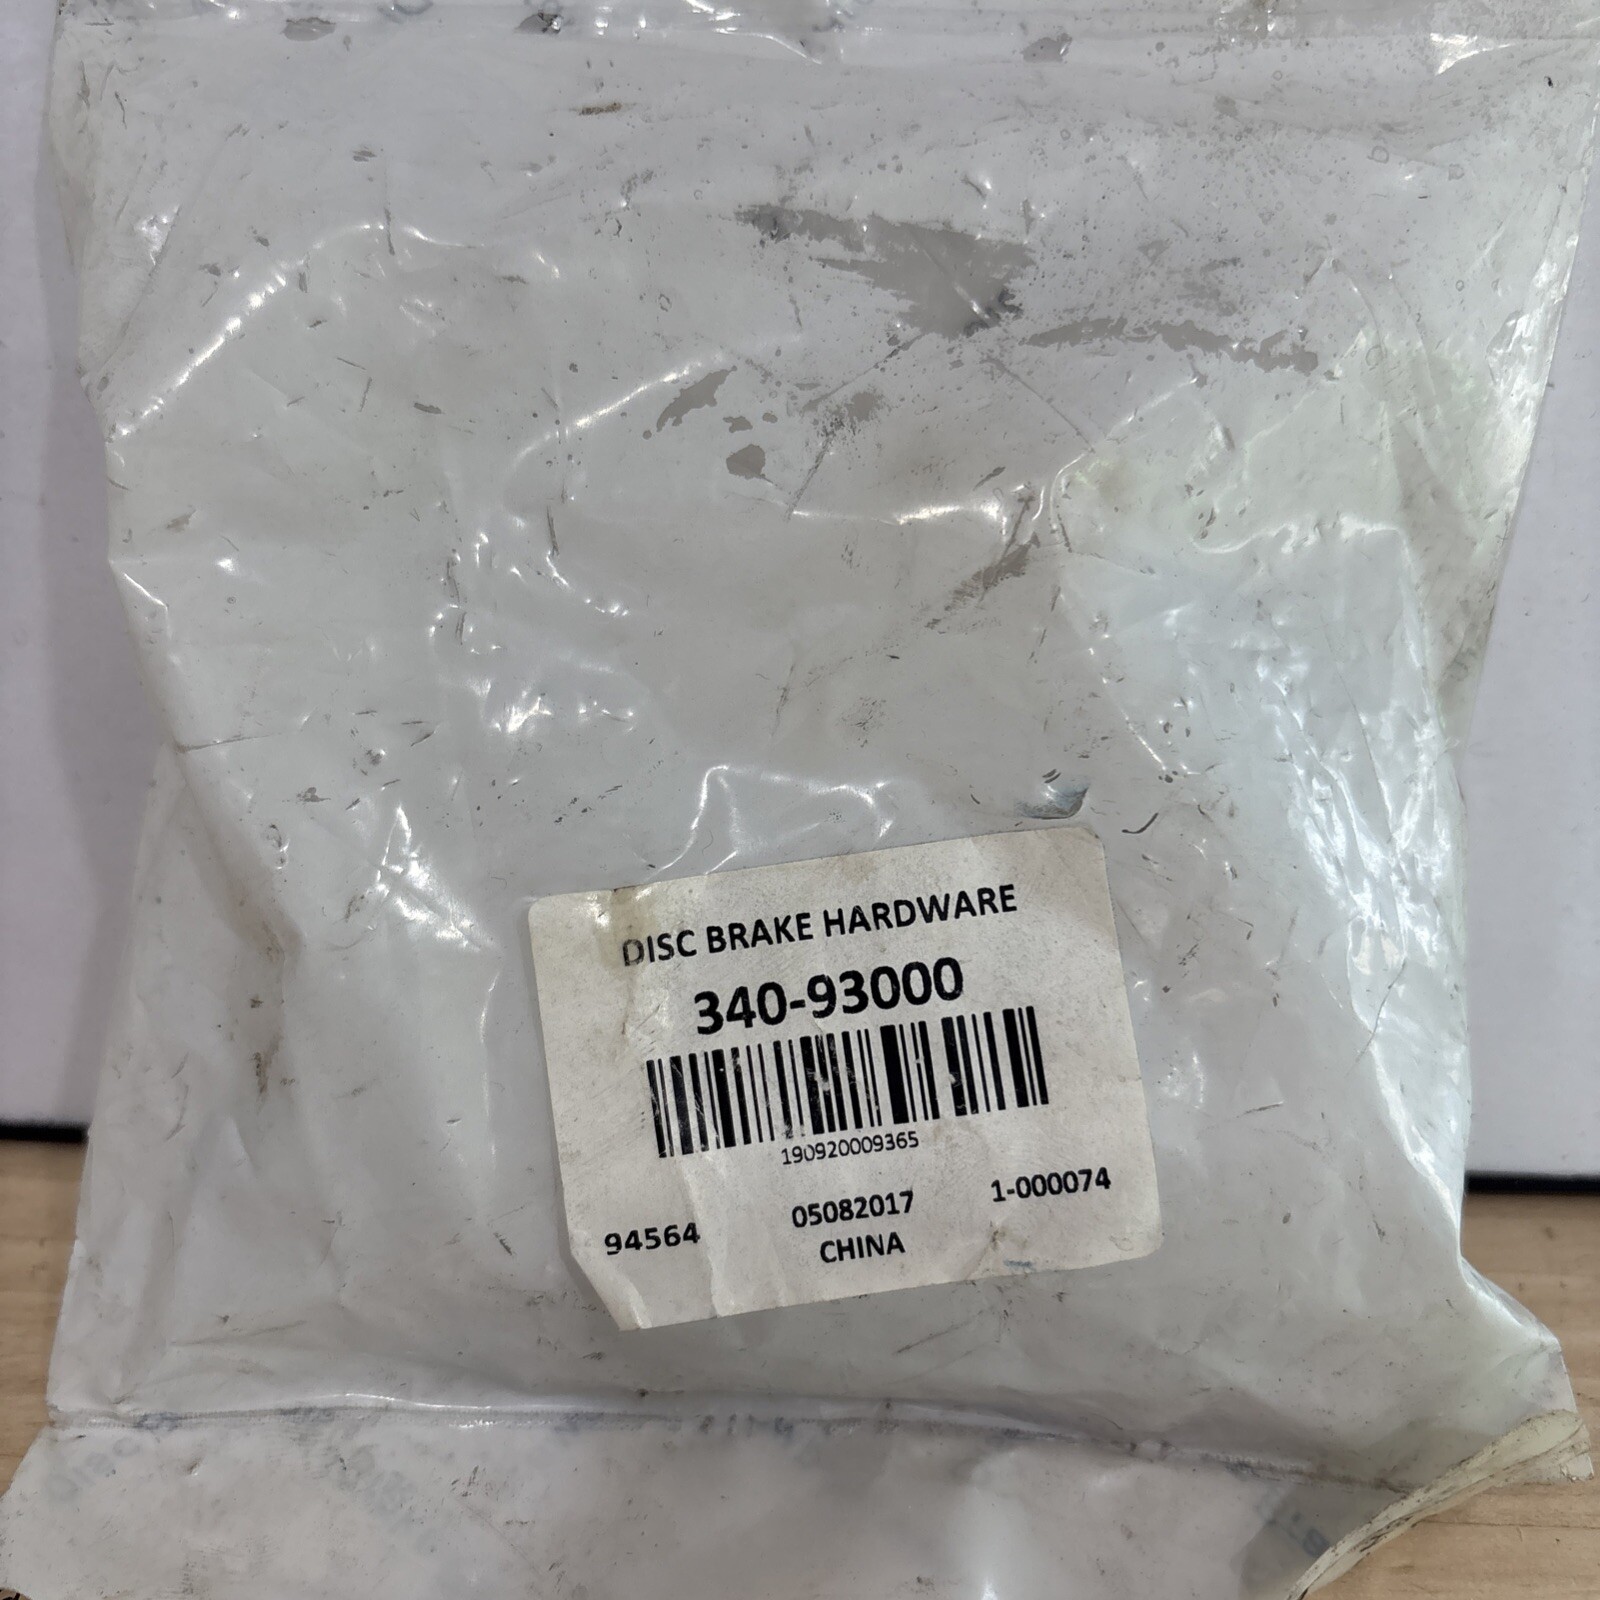 DISC BRAKE HARDWARE
340-93000
190920009365
94564 05082017 1-000074
CHINA